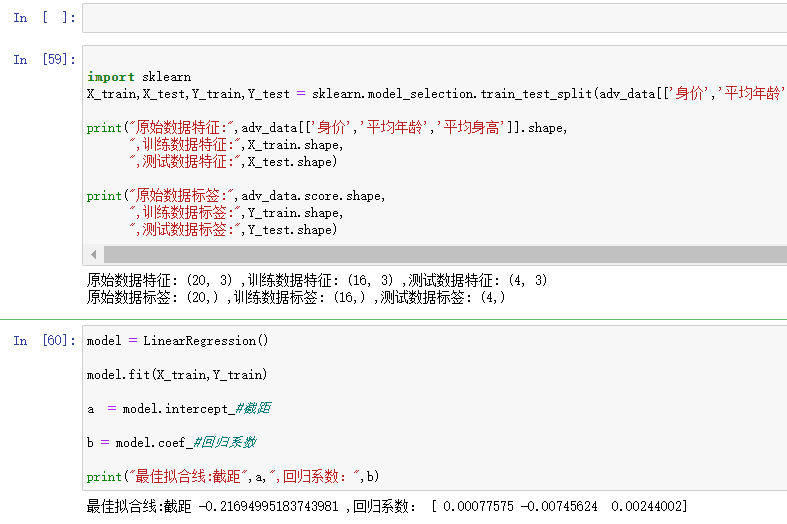 In [ ]:
In [59]:
import sklearn
X_train,X_test,Y_train,Y_test = sklearn.model_selection.train_test_split(adv_data[['身价','平均年龄'
print("原始数据特征:",adv_data[['身价','平均年龄','平均身高']].shape,
",训练数据特征:",X_train.shape,
",测试数据特征:",X_test.shape)
print("原始数据标签:",adv_data.score.shape,
",训练数据标签:",Y_train.shape,
",测试数据标签:",Y_test.shape)
原始数据特征: (20, 3) ,训练数据特征: (16, 3) ,测试数据特征: (4, 3)
原始数据标签: (20,) ,训练数据标签: (16,) ,测试数据标签: (4,)
In [60]:
model = LinearRegression()
model.fit(X_train,Y_train)
a  = model.intercept_#截距
b = model.coef_#回归系数
print("最佳拟合线:截距",a,",回归系数：",b)
最佳拟合线:截距 -0.21694995183743981 ,回归系数： [ 0.00077575 -0.00745624  0.00244002]